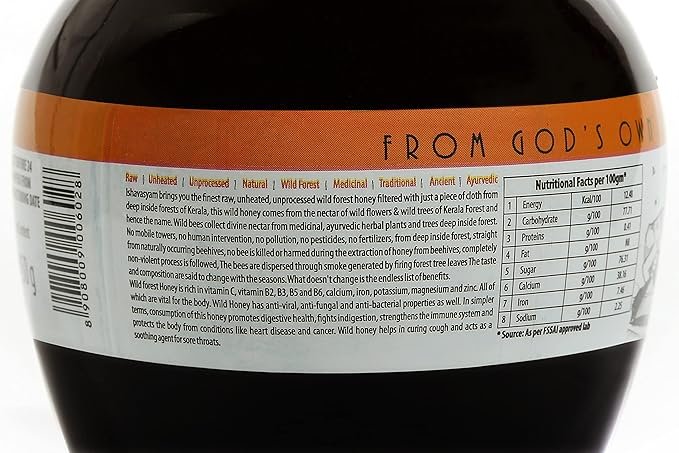 FROM GOD'S OWN
Raw | Unheated | Unprocessed | Natural | Wild Forest | Medicinal | Traditional | Ancient | Ayurvedic
Ishavasyam brings you the finest raw, unheated, unprocessed wild forest honey filtered with just a piece of cloth from
deep inside forests of Kerala, this wild honey comes from the nectar of wild flowers & wild trees of Kerala Forest and
hence the name. Wild bees collect divine nectar from medicinal, ayurvedic herbal plants and trees deep inside forest.
No mobile towers, no human intervention, no pollution, no pesticides, no fertilizers, from deep inside forest, straight
from naturally occurring beehives, no bee is killed or harmed during the extraction of honey from beehives, completely
non-violent process is followed, The bees are dispersed through smoke generated by firing forest tree leaves The taste
and composition are said to change with the seasons. What doesn't change is the endless list of benefits.
Wild forest Honey is rich in vitamin C, vitamin B2, B3, B5 and B6, calcium, iron, potassium, magnesium and zinc. All of
which are vital for the body. Wild Honey has anti-viral, anti-fungal and anti-bacterial properties as well. In simpler
terms, consumption of this honey promotes digestive health, fights indigestion, strengthens the immune system and
protects the body from conditions like heart disease and cancer. Wild honey helps in curing cough and acts as a
soothing agent for sore throats.
Nutritional Facts per 100gm*
1 Energy Kcal/100 12.48
2 Carbohydrate g/100 77.71
3 Proteins g/100 0.41
4 Fat g/100 Nil
5 Sugar g/100 76.31
6 Calcium g/100 38.16
7 Iron g/100 7.46
8 Sodium g/100 2.25
* Source: As per FSSAI approved lab
8908009006028
DATE
g